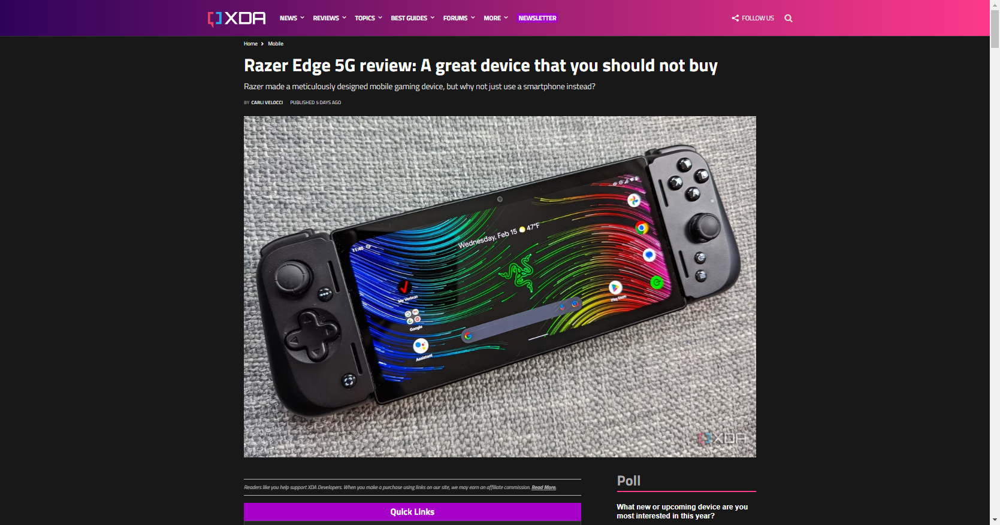 XDA
NEWS
REVIEWS
TOPICS
BEST GUIDES
FORUMS
MORE
NEWSLETTER
FOLLOW US
Home
Mobile
Razer Edge 5G review: A great device that you should not buy
Razer made a meticulously designed mobile gaming device, but why not just use a smartphone instead?
BY CARLI VELOCCI PUBLISHED 5 DAYS AGO
11:40
Wednesday, Feb 15 47°F
My Verizon
Google
Assistant
Play Store
Y
X
B
A
XDA
Readers like you help support XDA Developers. When you make a purchase using links on our site, we may earn an affiliate commission. Read More.
Quick Links
Poll
What new or upcoming device are you
most interested in this year?